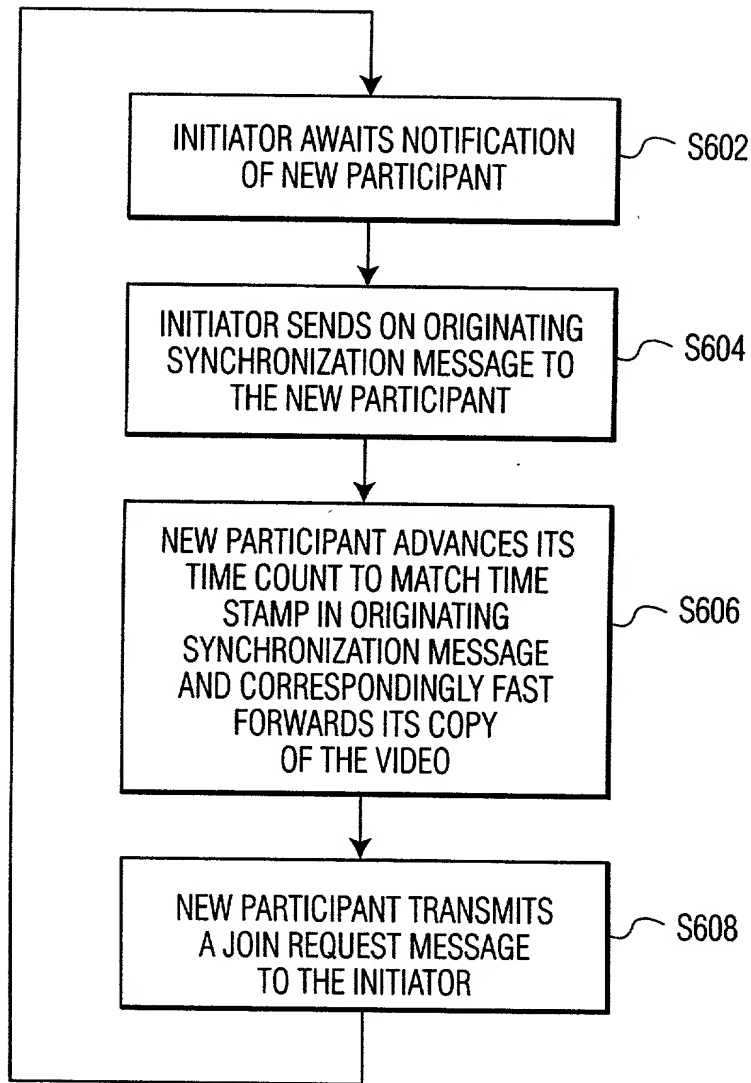 INITIATOR AWAITS NOTIFICATION
OF NEW PARTICIPANT
S602
INITIATOR SENDS ON ORIGINATING
SYNCHRONIZATION MESSAGE TO
THE NEW PARTICIPANT
S604
NEW PARTICIPANT ADVANCES ITS
TIME COUNT TO MATCH TIME
STAMP IN ORIGINATING
SYNCHRONIZATION MESSAGE
AND CORRESPONDINGLY FAST
FORWARDS ITS COPY
OF THE VIDEO
S606
NEW PARTICIPANT TRANSMITS
A JOIN REQUEST MESSAGE
TO THE INITIATOR
S608